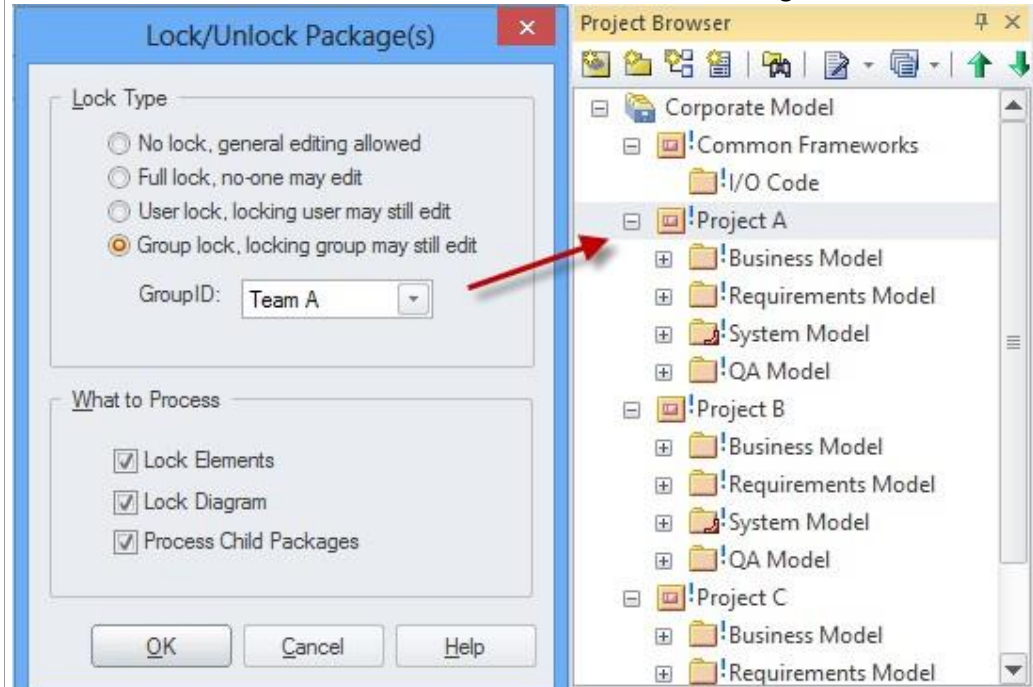 Lock/Unlock Package(s)
Lock Type
No lock, general editing allowed
Full lock, no-one may edit
User lock, locking user may still edit
Group lock, locking group may still edit
GroupID: Team A
What to Process
Lock Elements
Lock Diagram
Process Child Packages
OK Cancel Help
Project Browser
Corporate Model
!Common Frameworks
!I/O Code
!Project A
!Business Model
!Requirements Model
!System Model
!QA Model
!Project B
!Business Model
!Requirements Model
!System Model
!QA Model
!Project C
!Business Model
!Requirements Model